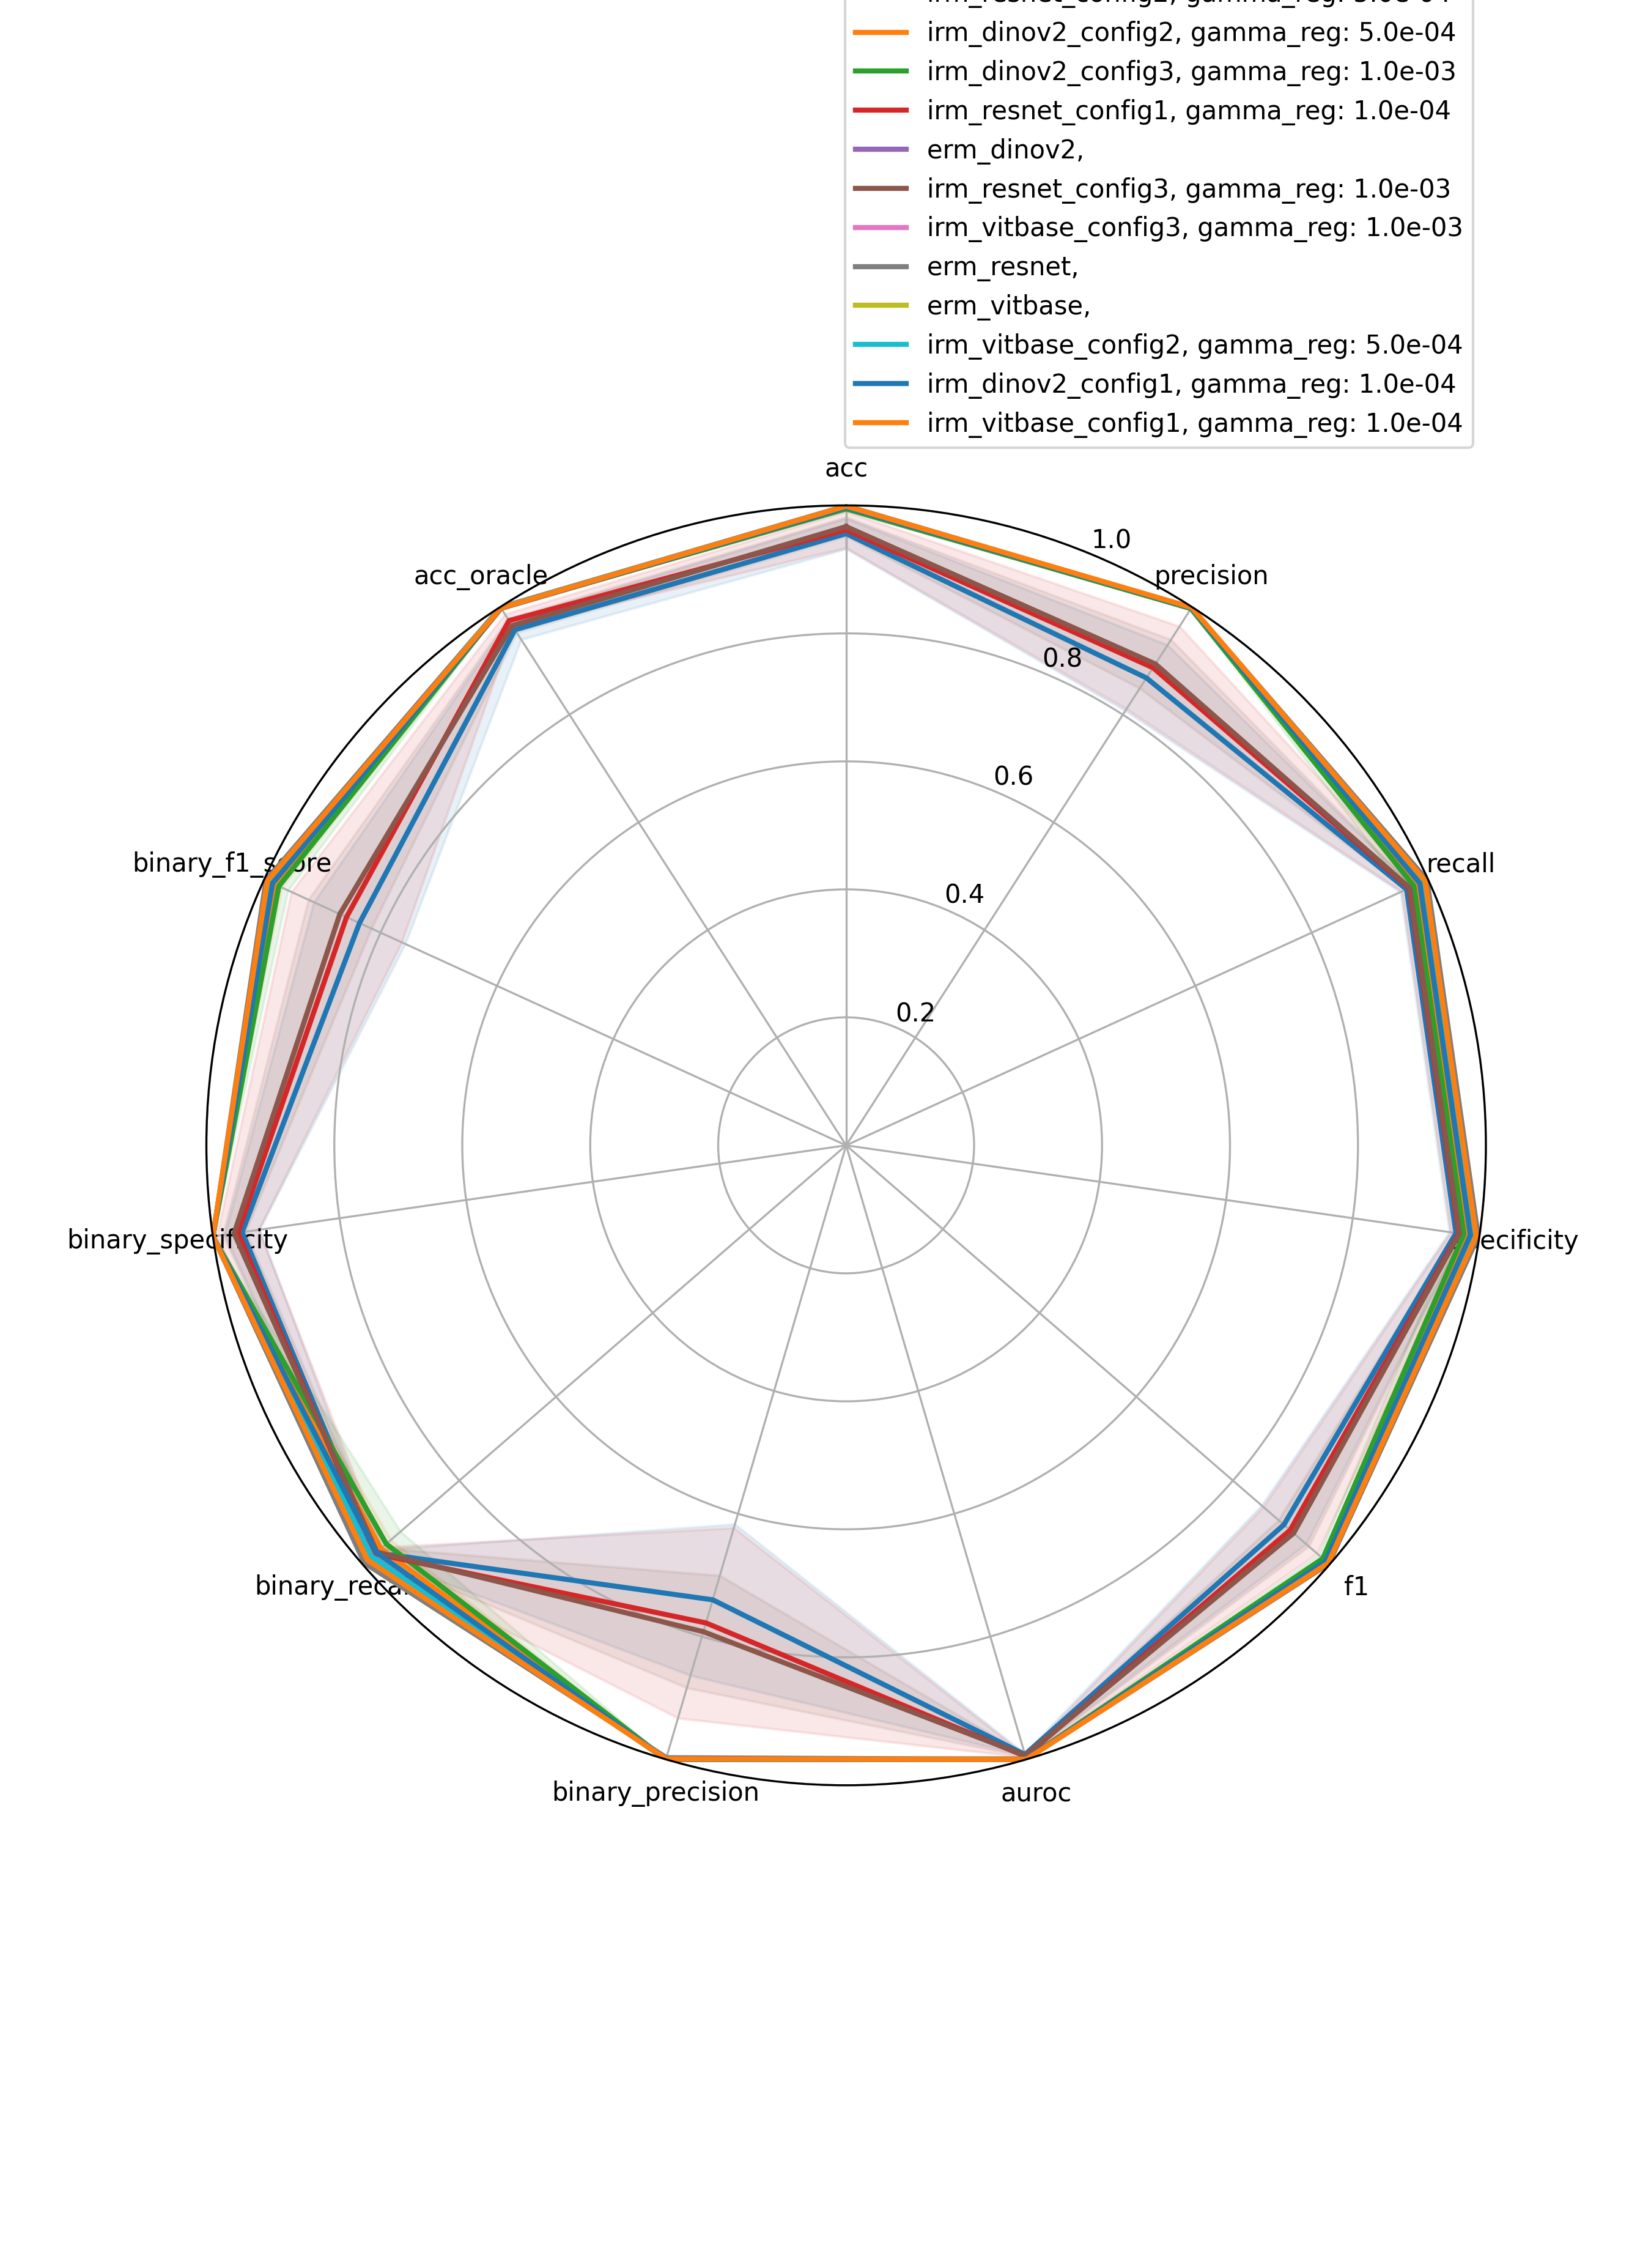 irm_dinov2_config2, gamma_reg: 5.0e-04
irm_dinov2_config3, gamma_reg: 1.0e-03
irm_resnet_config1, gamma_reg: 1.0e-04
erm_dinov2,
irm_resnet_config3, gamma_reg: 1.0e-03
irm_vitbase_config3, gamma_reg: 1.0e-03
erm_resnet,
erm_vitbase,
irm_vitbase_config2, gamma_reg: 5.0e-04
irm_dinov2_config1, gamma_reg: 1.0e-04
irm_vitbase_config1, gamma_reg: 1.0e-04
acc
1.0
acc_oracle
precision
0.8
0.6
binary_f1_score
recall
0.4
0.2
binary_specificity
ecificity
binary_reca
f1
binary_precision
auroc